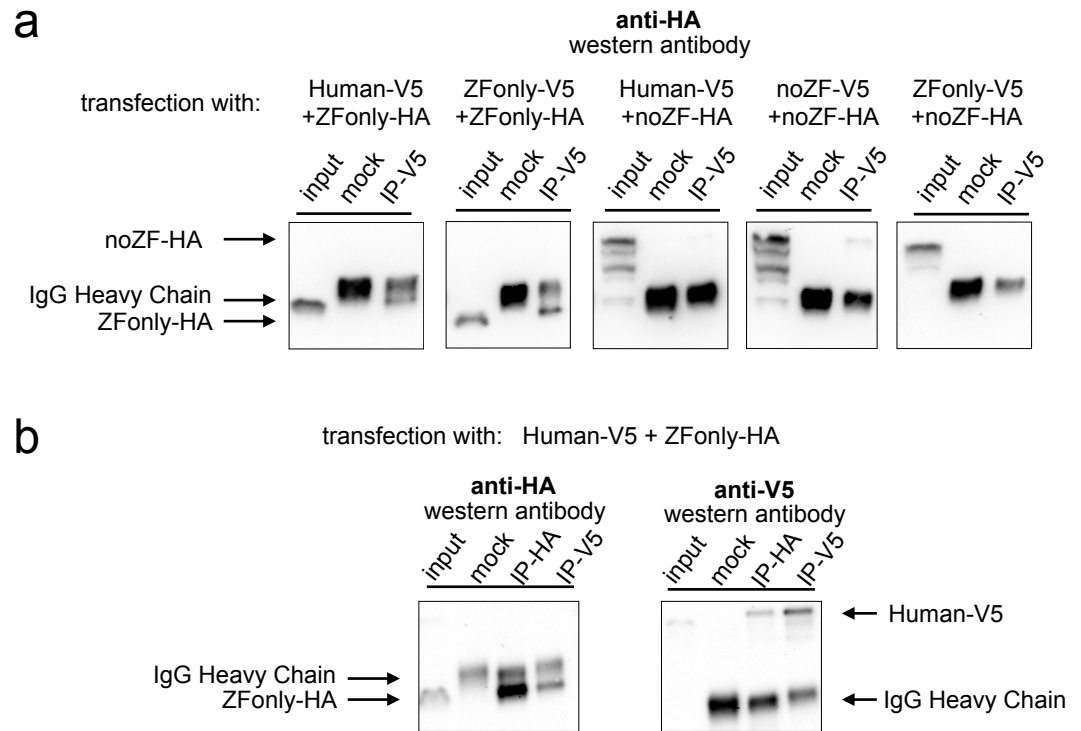 a
anti-HA
western antibody
transfection with:
Human-V5
+ZFonly-HA
ZFonly-V5
+ZFonly-HA
Human-V5
+noZF-HA
noZF-V5
+noZF-HA
ZFonly-V5
+noZF-HA
input mock IP-V5
input mock IP-V5
input mock IP-V5
input mock IP-V5
input mock IP-V5
noZF-HA
IgG Heavy Chain
ZFonly-HA
b
transfection with: Human-V5 + ZFonly-HA
anti-HA
western antibody
input mock IP-HA IP-V5
IgG Heavy Chain
ZFonly-HA
anti-V5
western antibody
input mock IP-HA IP-V5
Human-V5
IgG Heavy Chain